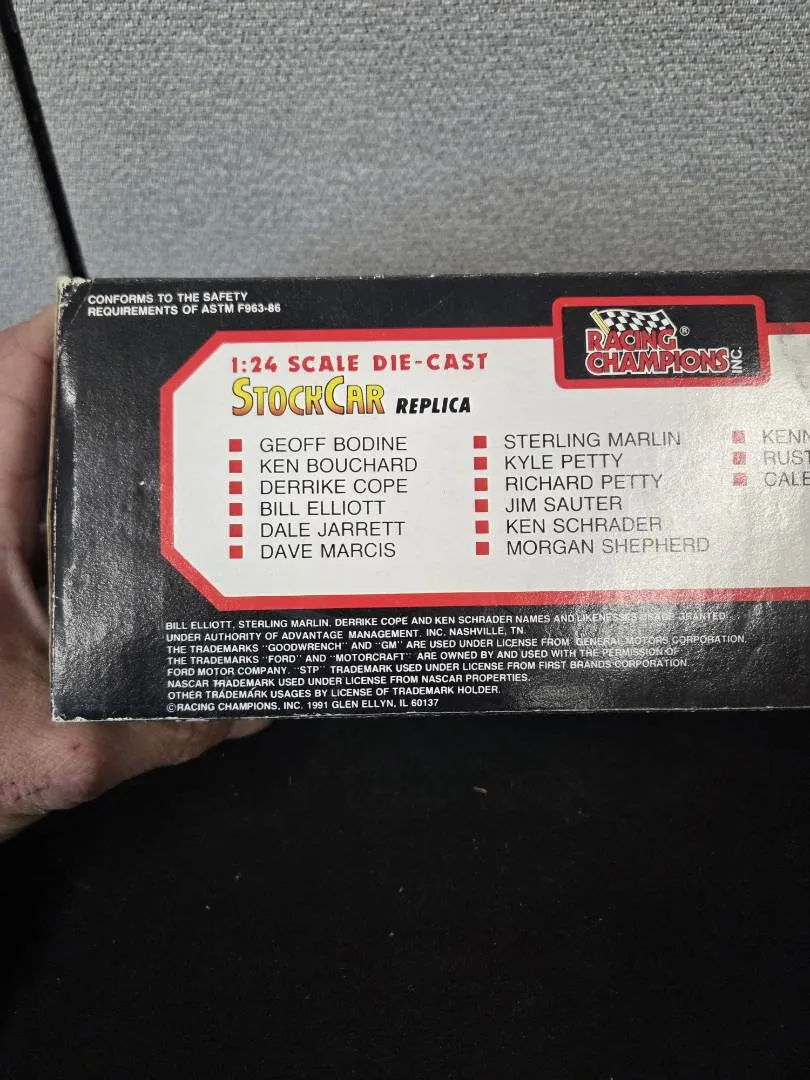 CONFORMS TO THE SAFETY
REQUIREMENTS OF ASTM F963-86
RACING
CHAMPIONS INC.
®
1:24 SCALE DIE-CAST
STOCKCAR REPLICA
GEOFF BODINE
KEN BOUCHARD
DERRIKE COPE
BILL ELLIOTT
DALE JARRETT
DAVE MARCIS
STERLING MARLIN
KYLE PETTY
RICHARD PETTY
JIM SAUTER
KEN SCHRADER
MORGAN SHEPHERD
KENN
RUST
CALE
BILL ELLIOTT, STERLING MARLIN, DERRIKE COPE AND KEN SCHRADER NAMES AND LIKENESSES USAGE GRANTED
UNDER AUTHORITY OF ADVANTAGE MANAGEMENT, INC. NASHVILLE, TN.
THE TRADEMARKS "GOODWRENCH" AND "GM" ARE USED UNDER LICENSE FROM GENERAL MOTORS CORPORATION.
THE TRADEMARKS "FORD" AND "MOTORCRAFT" ARE OWNED BY AND USED WITH THE PERMISSION OF
FORD MOTOR COMPANY. "STP" TRADEMARK USED UNDER LICENSE FROM FIRST BRANDS CORPORATION.
NASCAR TRADEMARK USED UNDER LICENSE FROM NASCAR PROPERTIES.
OTHER TRADEMARK USAGES BY LICENSE OF TRADEMARK HOLDER.
©RACING CHAMPIONS, INC. 1991 GLEN ELLYN, IL 60137